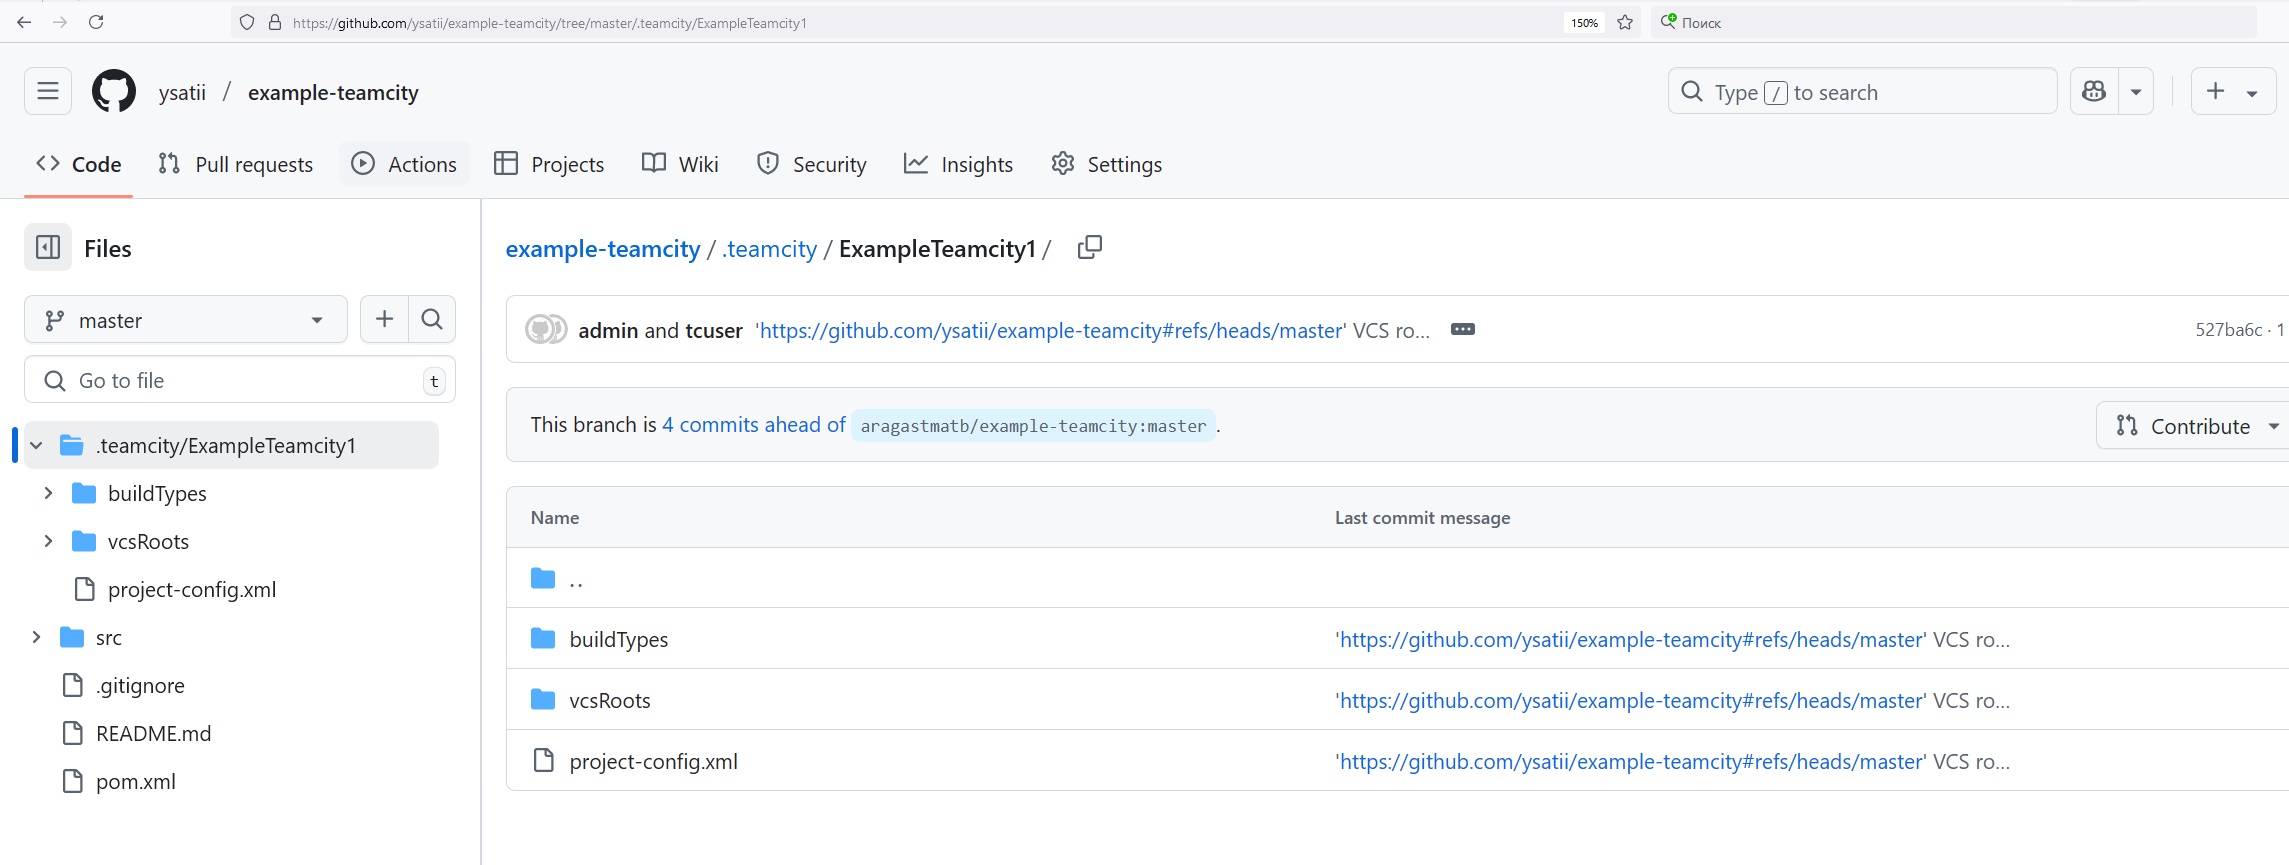 https://github.com/ysatii/example-teamcity/tree/master/.teamcity/ExampleTeamcity1
150%
Поиск
ysatii / example-teamcity
Type / to search
Code
Pull requests
Actions
Projects
Wiki
Security
Insights
Settings
Files
master
Go to file
t
.teamcity/ExampleTeamcity1
buildTypes
vcsRoots
project-config.xml
src
.gitignore
README.md
pom.xml
example-teamcity / .teamcity / ExampleTeamcity1 /
admin and tcuser 'https://github.com/ysatii/example-teamcity#refs/heads/master' VCS ro...
527ba6c · 1
This branch is 4 commits ahead of aragastmatb/example-teamcity:master .
Contribute
Name Last commit message
..
buildTypes 'https://github.com/ysatii/example-teamcity#refs/heads/master' VCS ro...
vcsRoots 'https://github.com/ysatii/example-teamcity#refs/heads/master' VCS ro...
project-config.xml 'https://github.com/ysatii/example-teamcity#refs/heads/master' VCS ro...